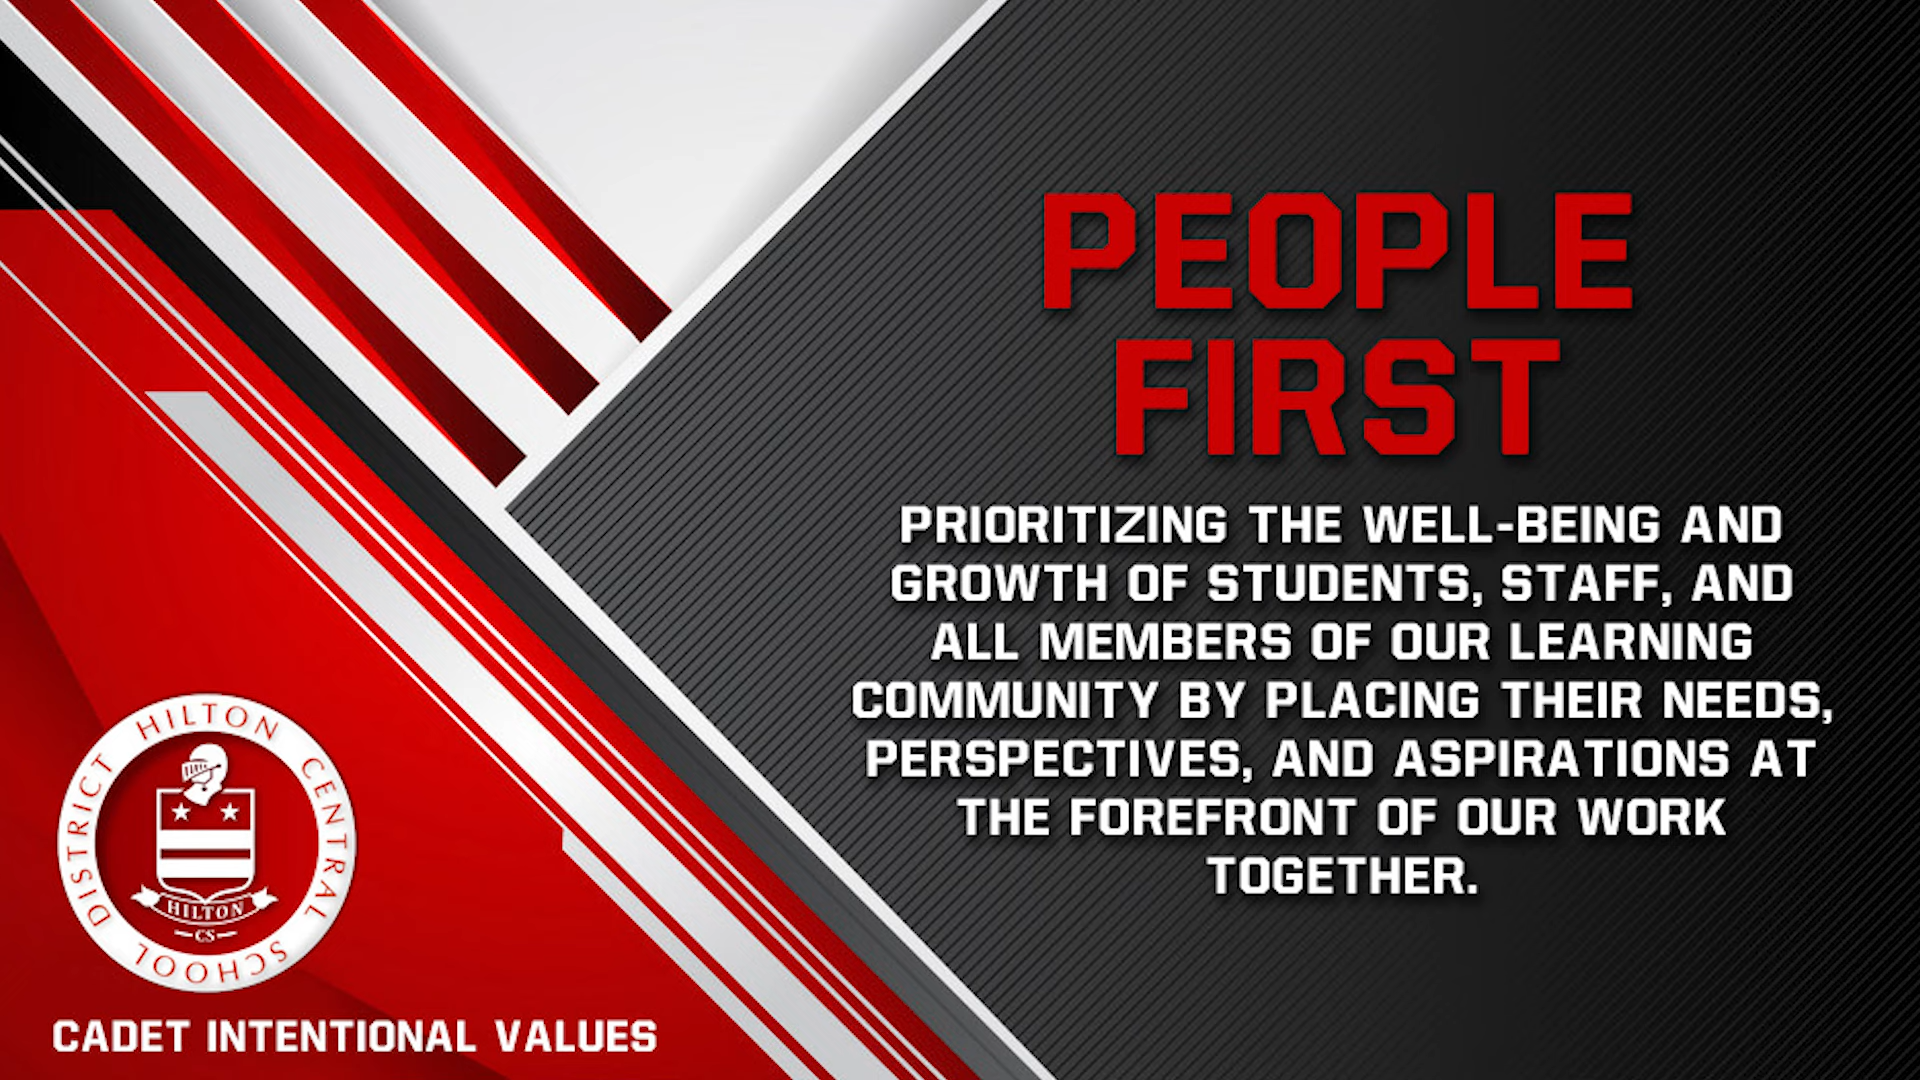 PEOPLE
FIRST
PRIORITIZING THE WELL-BEING AND
GROWTH OF STUDENTS, STAFF, AND
ALL MEMBERS OF OUR LEARNING
COMMUNITY BY PLACING THEIR NEEDS,
PERSPECTIVES, AND ASPIRATIONS AT
THE FOREFRONT OF OUR WORK
TOGETHER.
HILTON CENTRAL SCHOOL DISTRICT
HILTON
CS
CADET INTENTIONAL VALUES